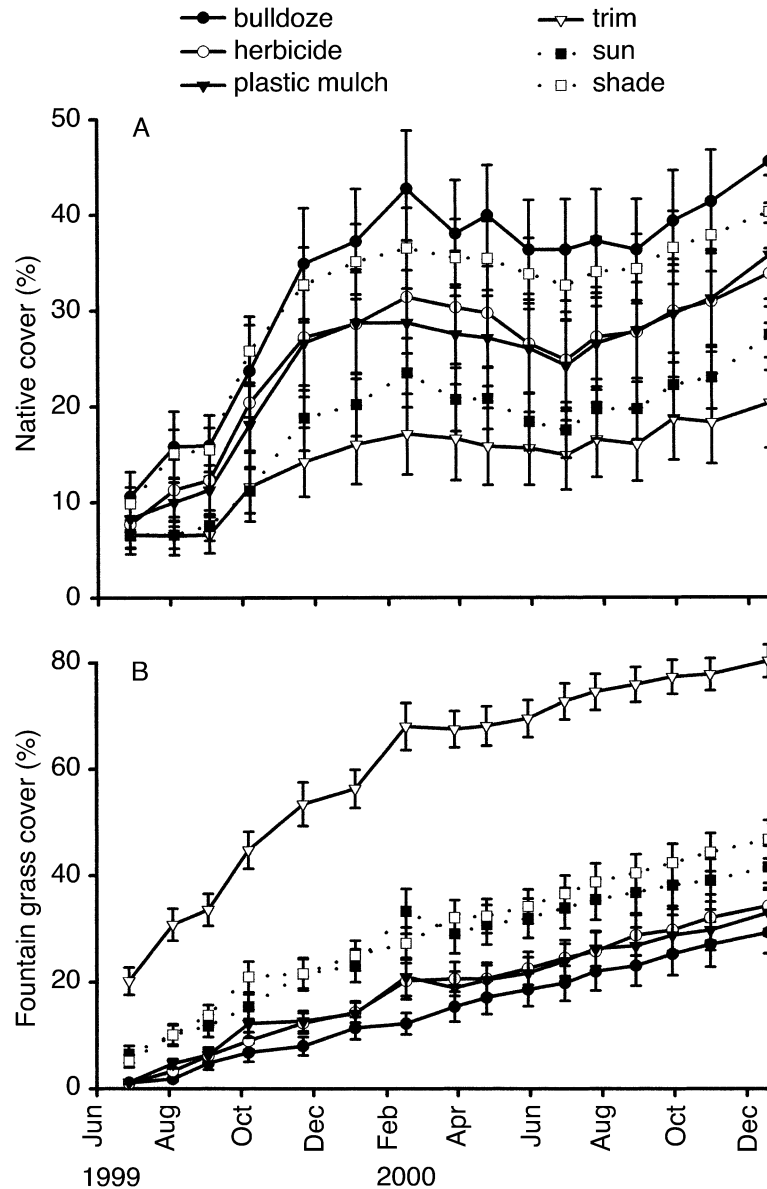 bulldoze
herbicide
plastic mulch
trim
sun
shade
A
50
40
30
20
10
0
Native cover (%)
B
80
60
40
20
0
Fountain grass cover (%)
Jun Aug Oct Dec Feb Apr Jun Aug Oct Dec
1999 2000